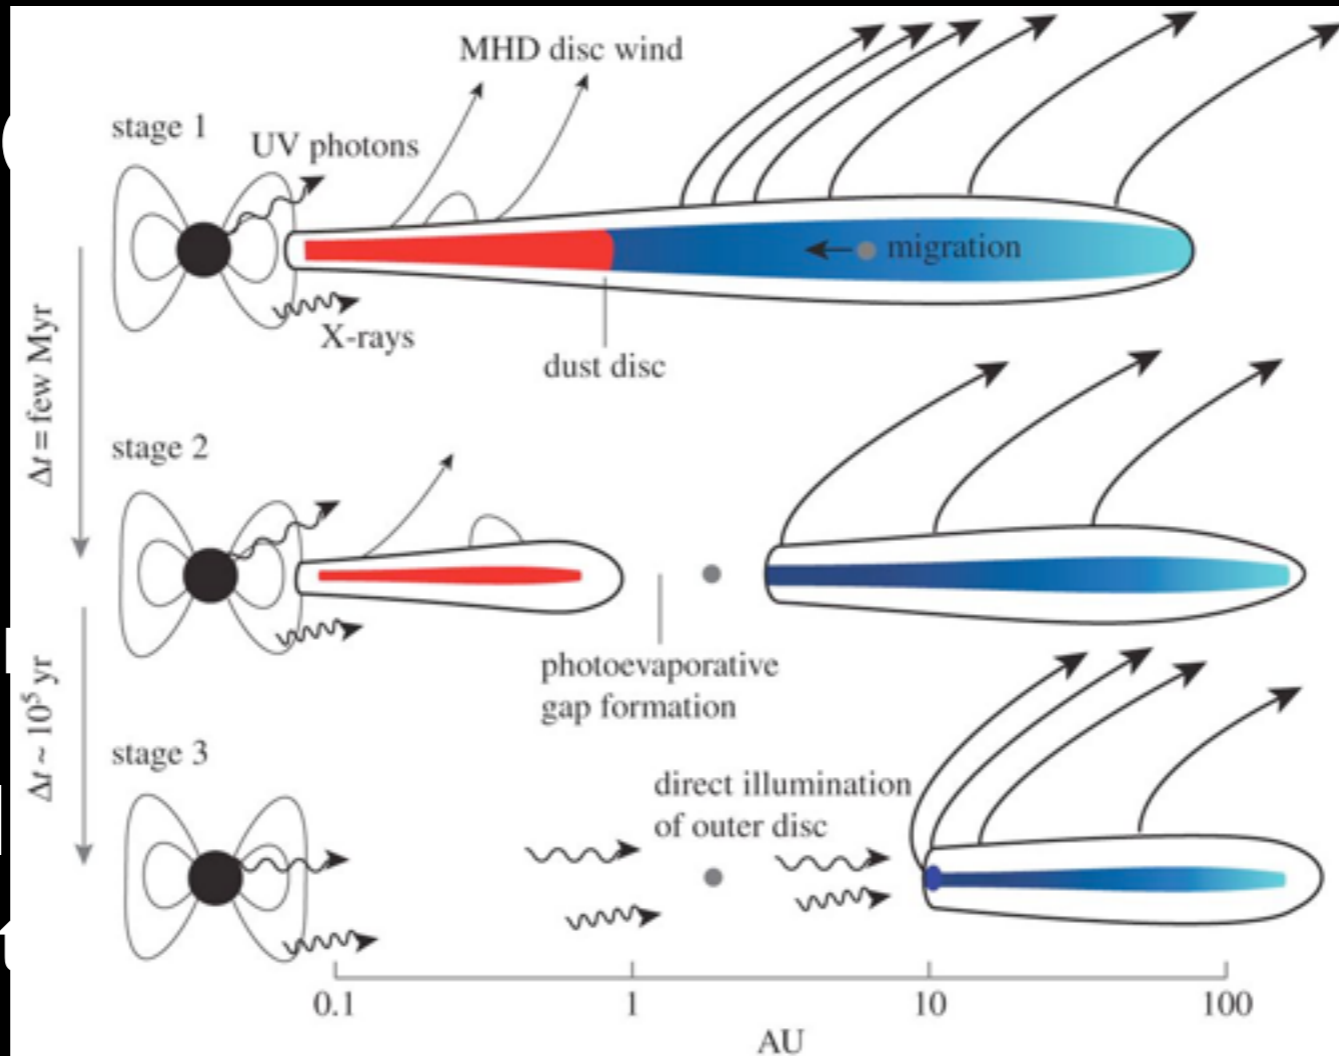 MHD disc wind
stage 1
UV photons
migration
X-rays
dust disc
Δt = few Myr
stage 2
photoevaporative
gap formation
Δt ~ 10⁵ yr
stage 3
direct illumination
of outer disc
0.1 1 10 100
AU